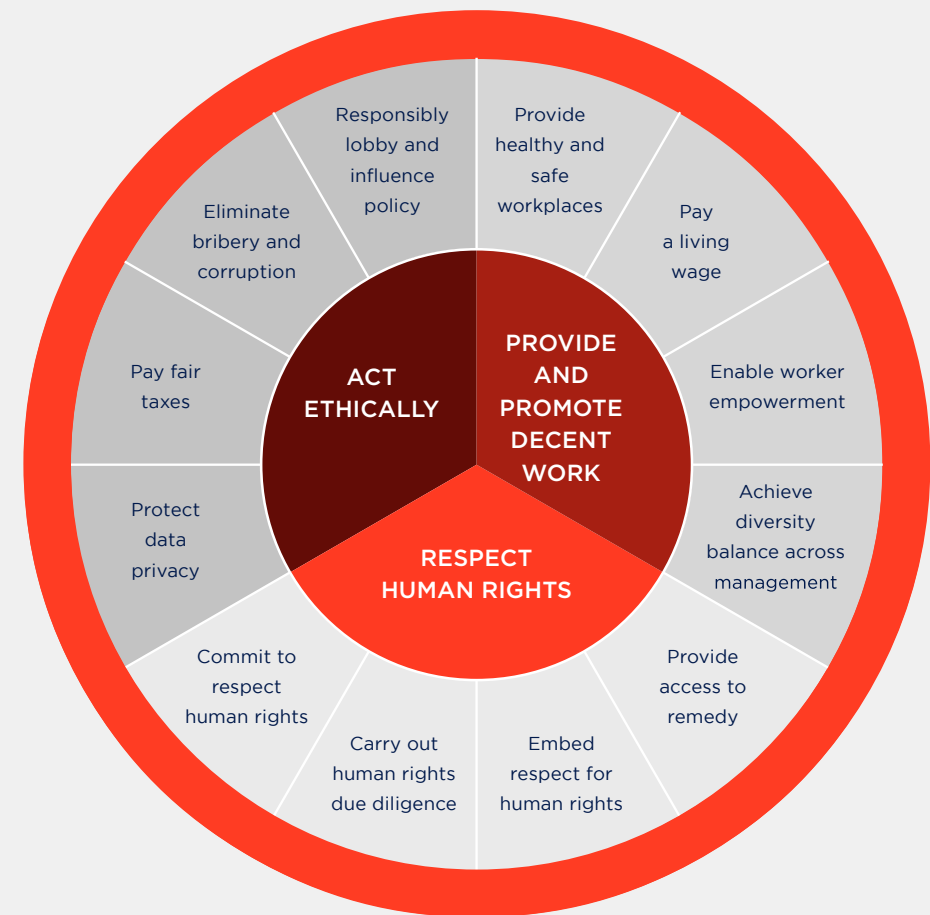 Responsibly
lobby and
influence
policy
Provide
healthy and
safe
workplaces
Pay
a living
wage
Enable worker
empowerment
Achieve
diversity
balance across
management
Provide
access to
remedy
Embed
respect for
human rights
Carry out
human rights
due diligence
Commit to
respect
human rights
Protect
data
privacy
Pay fair
taxes
Eliminate
bribery and
corruption
ACT
ETHICALLY
PROVIDE
AND
PROMOTE
DECENT
WORK
RESPECT
HUMAN RIGHTS